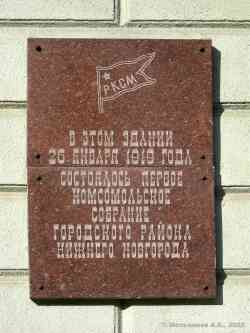 РКСМ
В ЭТОМ ЗДАНИИ
26 ЯНВАРЯ 1919 ГОДА
СОСТОЯЛОСЬ ПЕРВОЕ
КОМСОМОЛЬСКОЕ
СОБРАНИЕ
ГОРОДСКОГО РАЙОНА
НИЖНЕГО НОВГОРОДА